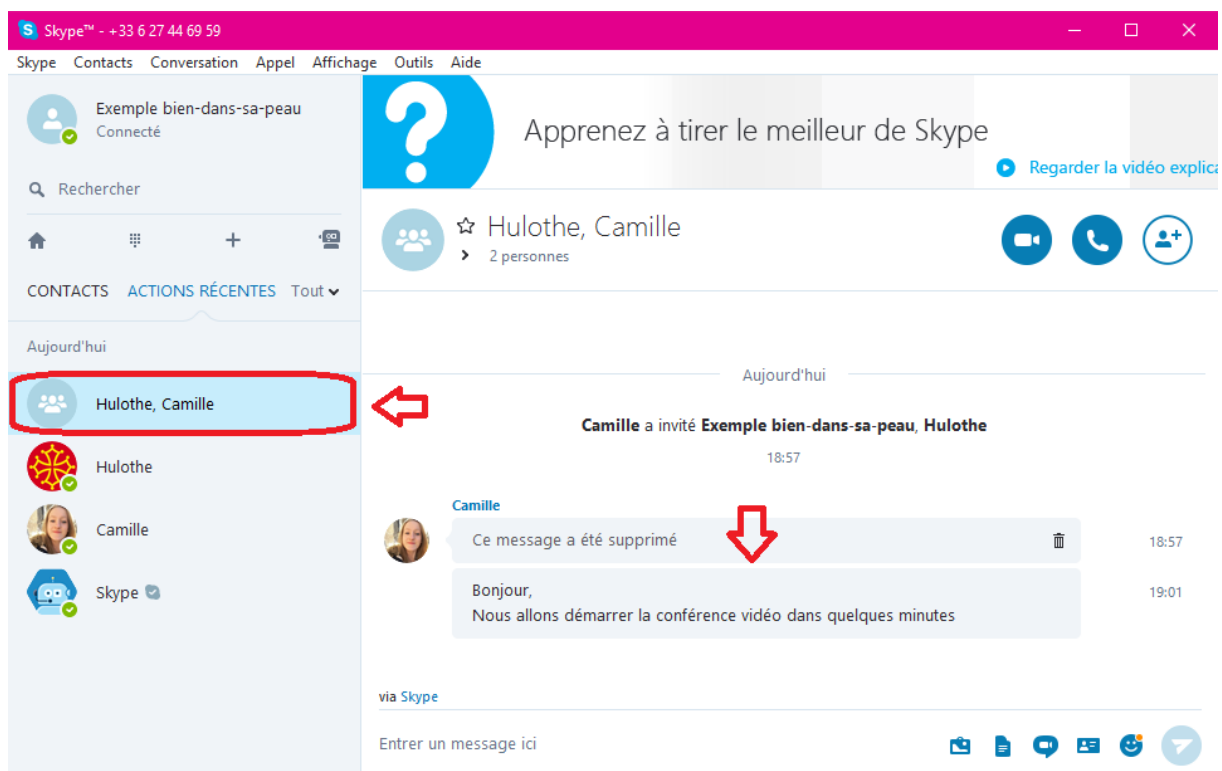 Skype™ - +33 6 27 44 69 59
Skype Contacts Conversation Appel Affichage Outils Aide
Exemple bien-dans-sa-peau
Connecté
Rechercher
CONTACTS ACTIONS RÉCENTES Tout
Aujourd'hui
Hulothe, Camille
Hulothe
Camille
Skype
Apprenez à tirer le meilleur de Skype
Regarder la vidéo explica
Hulothe, Camille
2 personnes
Aujourd'hui
Camille a invité Exemple bien-dans-sa-peau, Hulothe
18:57
Camille
Ce message a été supprimé 18:57
Bonjour, 19:01
Nous allons démarrer la conférence vidéo dans quelques minutes
via Skype
Entrer un message ici